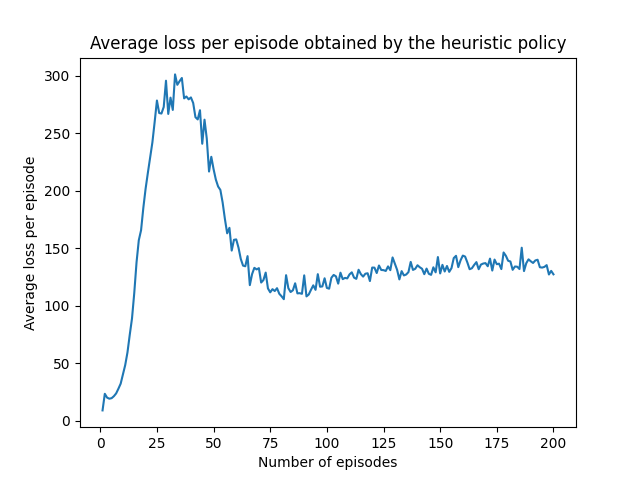 Average loss per episode obtained by the heuristic policy
300
250
200
150
100
50
0
Average loss per episode
0 25 50 75 100 125 150 175 200
Number of episodes